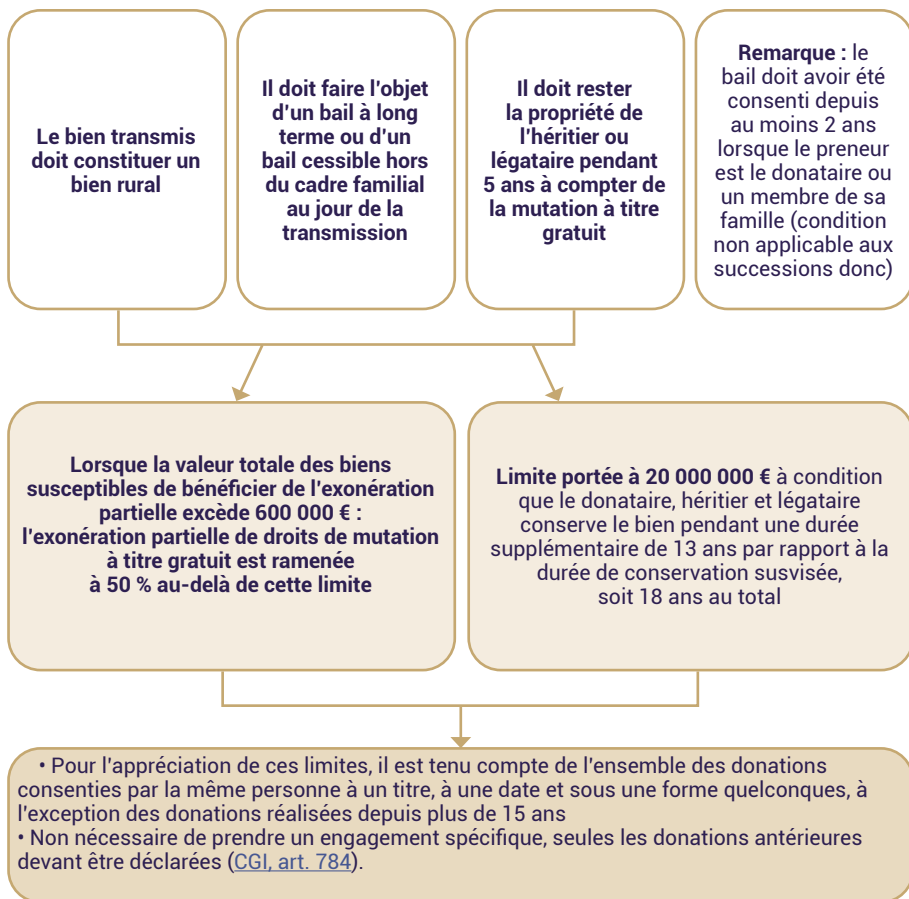 Le bien transmis
doit constituer un
bien rural
Il doit faire l'objet
d'un bail à long
terme ou d'un
bail cessible hors
du cadre familial
au jour de la
transmission
Il doit rester
la propriété de
l'héritier ou
légataire pendant
5 ans à compter de
la mutation à titre
gratuit
Remarque : le
bail doit avoir été
consenti depuis
au moins 2 ans
lorsque le preneur
est le donataire ou
un membre de sa
famille (condition
non applicable aux
successions donc)
Lorsque la valeur totale des biens
susceptibles de bénéficier de l'exonération
partielle excède 600 000 € :
l'exonération partielle de droits de mutation
à titre gratuit est ramenée
à 50 % au-delà de cette limite
Limite portée à 20 000 000 € à condition
que le donataire, héritier et légataire
conserve le bien pendant une durée
supplémentaire de 13 ans par rapport à la
durée de conservation susvisée,
soit 18 ans au total
• Pour l'appréciation de ces limites, il est tenu compte de l'ensemble des donations
consenties par la même personne à un titre, à une date et sous une forme quelconques, à
l'exception des donations réalisées depuis plus de 15 ans
• Non nécessaire de prendre un engagement spécifique, seules les donations antérieures
devant être déclarées (CGI, art. 784).